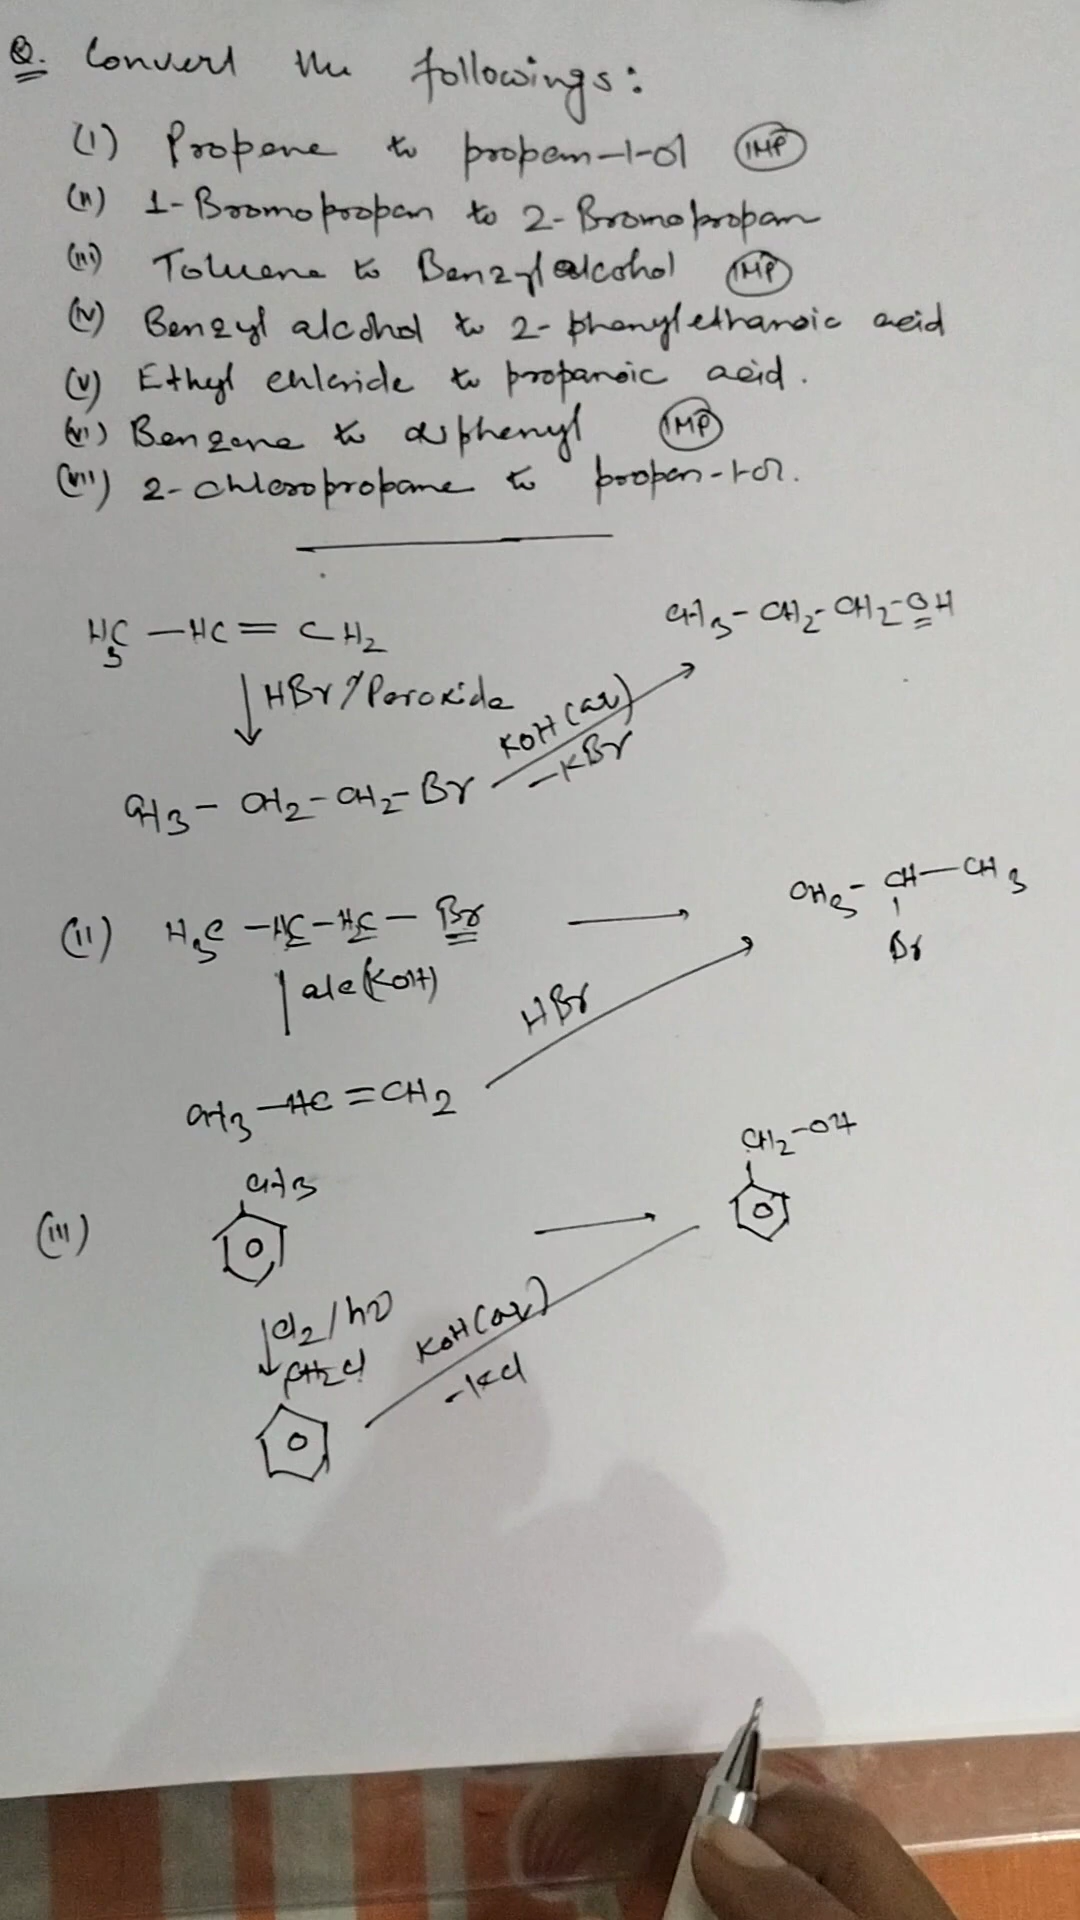 Q. Convert the followings:
(i) Propene to propan-1-ol IMP
(ii) 1-Bromopropan to 2-Bromopropan
(iii) Toluene to Benzyl alcohol IMP
(iv) Benzyl alcohol to 2-phenylethanoic acid
(v) Ethyl chloride to propanoic acid.
(vi) Benzene to diphenyl IMP
(vii) 2-chloropropane to propan-1-ol.
CH3-CH2-CH2-OH
H3C-HC=CH2
HBr/Peroxide
KOH(aq)
-KBr
CH3-CH2-CH2-Br
CH3-CH-CH3
Br
(ii) H3C-HC-HC-Br
alc(KOH)
HBr
CH3-HC=CH2
CH2-OH
CH3
(iii)
Cl2/hν
KOH(aq)
CH2Cl
-KCl